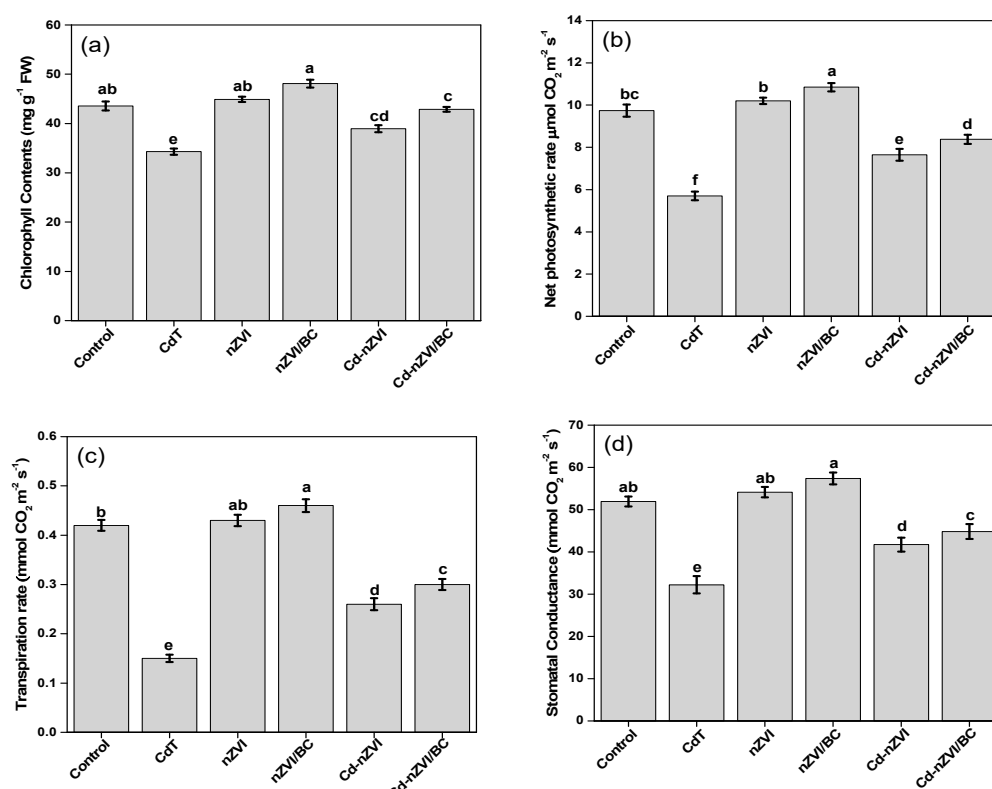 (a)
Chlorophyll Contents (mg g⁻¹ FW)
60
50
40
30
20
10
0
ab
e
ab
a
cd
c
Control
CdT
nZVI
nZVI/BC
Cd-nZVI
Cd-nZVI/BC
(b)
Net photosynthetic rate μmol CO₂ m⁻² s⁻¹
14
12
10
8
6
4
2
0
bc
f
b
a
e
d
Control
CdT
nZVI
nZVI/BC
Cd-nZVI
Cd-nZVI/BC
(c)
Transpiration rate (mmol CO₂ m⁻² s⁻¹)
0.6
0.5
0.4
0.3
0.2
0.1
0.0
b
e
ab
a
d
c
Control
CdT
nZVI
nZVI/BC
Cd-nZVI
Cd-nZVI/BC
(d)
Stomatal Conductance (mmol CO₂ m⁻² s⁻¹)
70
60
50
40
30
20
10
0
ab
e
ab
a
d
c
Control
CdT
nZVI
nZVI/BC
Cd-nZVI
Cd-nZVI/BC